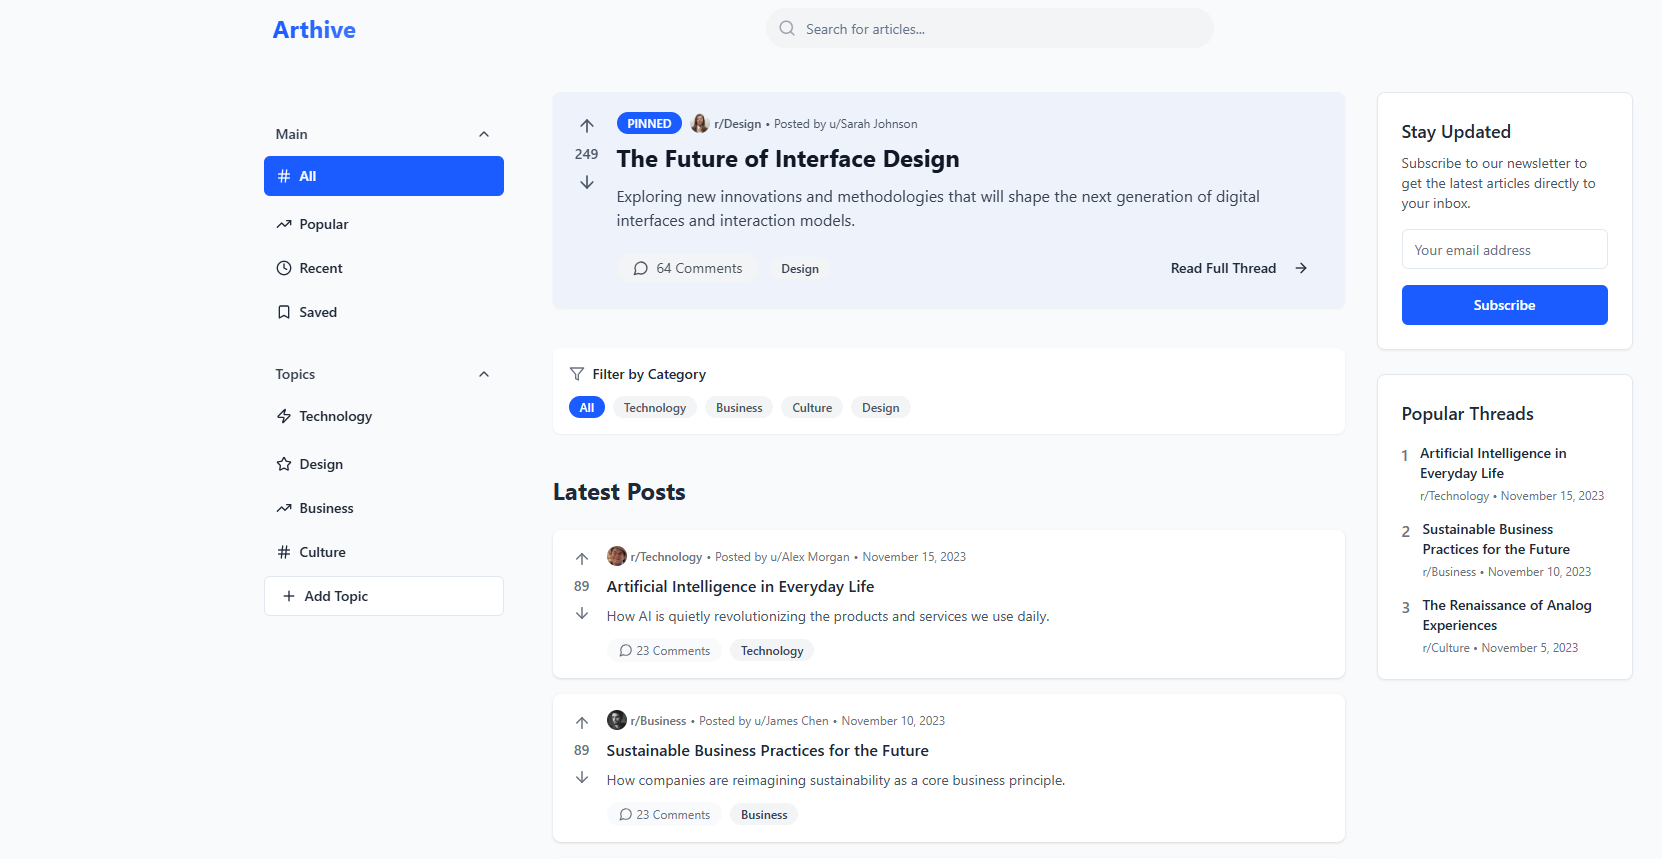 Arthive
Search for articles...
Main
All
Popular
Recent
Saved
Topics
Technology
Design
Business
Culture
Add Topic
PINNED r/Design • Posted by u/Sarah Johnson
249
The Future of Interface Design
Exploring new innovations and methodologies that will shape the next generation of digital
interfaces and interaction models.
64 Comments Design Read Full Thread
Filter by Category
All Technology Business Culture Design
Latest Posts
r/Technology • Posted by u/Alex Morgan • November 15, 2023
89
Artificial Intelligence in Everyday Life
How AI is quietly revolutionizing the products and services we use daily.
23 Comments Technology
r/Business • Posted by u/James Chen • November 10, 2023
89
Sustainable Business Practices for the Future
How companies are reimagining sustainability as a core business principle.
23 Comments Business
Stay Updated
Subscribe to our newsletter to
get the latest articles directly to
your inbox.
Your email address
Subscribe
Popular Threads
1 Artificial Intelligence in
Everyday Life
r/Technology • November 15, 2023
2 Sustainable Business
Practices for the Future
r/Business • November 10, 2023
3 The Renaissance of Analog
Experiences
r/Culture • November 5, 2023